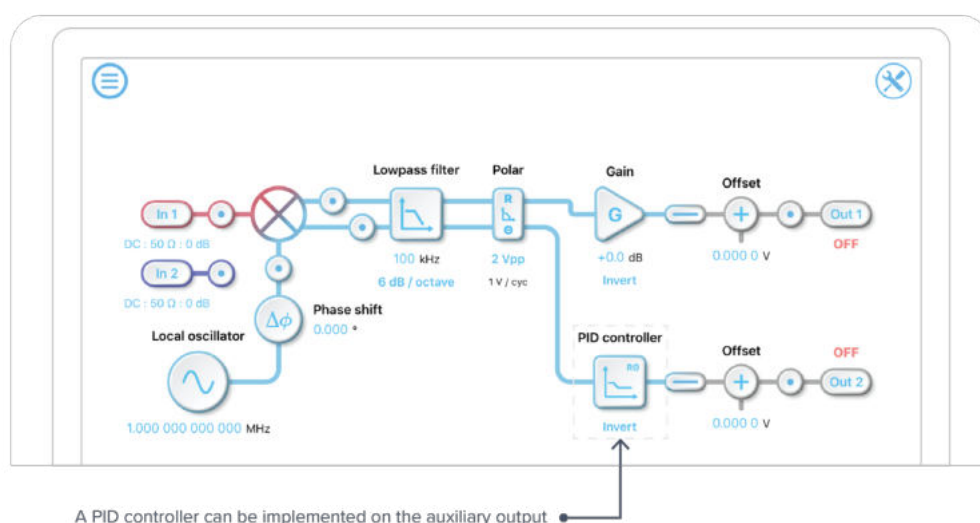 Lowpass filter
Polar
Gain
Offset
In 1
R
Θ
G
Out 1
DC : 50 Ω : 0 dB
100 kHz
2 Vpp
+0.0 dB
0.000 0 V
OFF
In 2
6 dB / octave
1 V / cyc
Invert
DC : 50 Ω : 0 dB
Δϕ
Phase shift
0.000 °
Local oscillator
PID controller
Offset
OFF
Out 2
1.000 000 000 000 MHz
Invert
0.000 0 V
A PID controller can be implemented on the auxiliary output